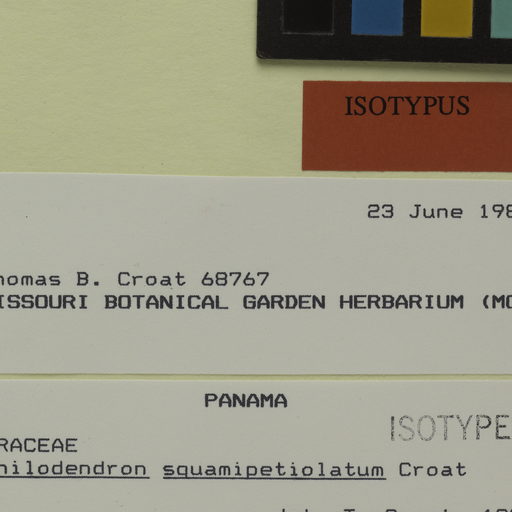 ISOTYPUS
23 June 198
homas B. Croat 68767
ISSOURI BOTANICAL GARDEN HERBARIUM (MO
PANAMA
ISOTYPE
RACEAE
hilodendron squamipetiolatum Croat